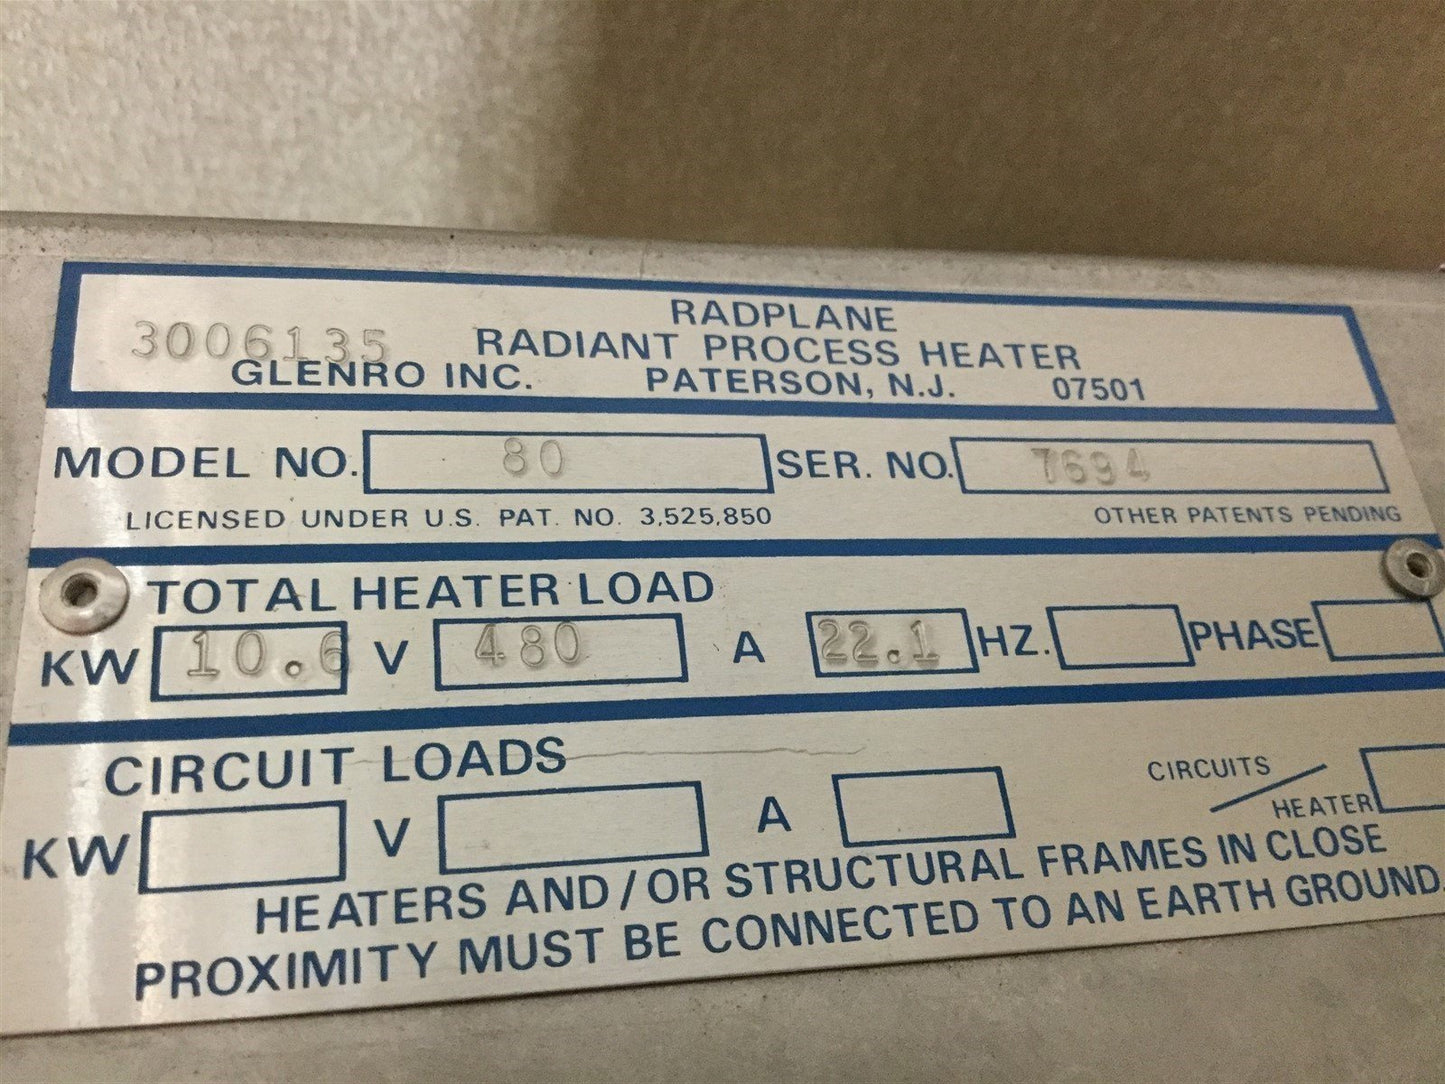 RADPLANE
3006135 RADIANT PROCESS HEATER
GLENRO INC. PATERSON, N.J. 07501
MODEL NO. 80 SER. NO. 7694
LICENSED UNDER U.S. PAT. NO. 3,525,850 OTHER PATENTS PENDING
TOTAL HEATER LOAD
KW 10.6 V 480 A 22.1 HZ. PHASE
CIRCUIT LOADS CIRCUITS/
KW V A HEATER
HEATERS AND/OR STRUCTURAL FRAMES IN CLOSE
PROXIMITY MUST BE CONNECTED TO AN EARTH GROUND.